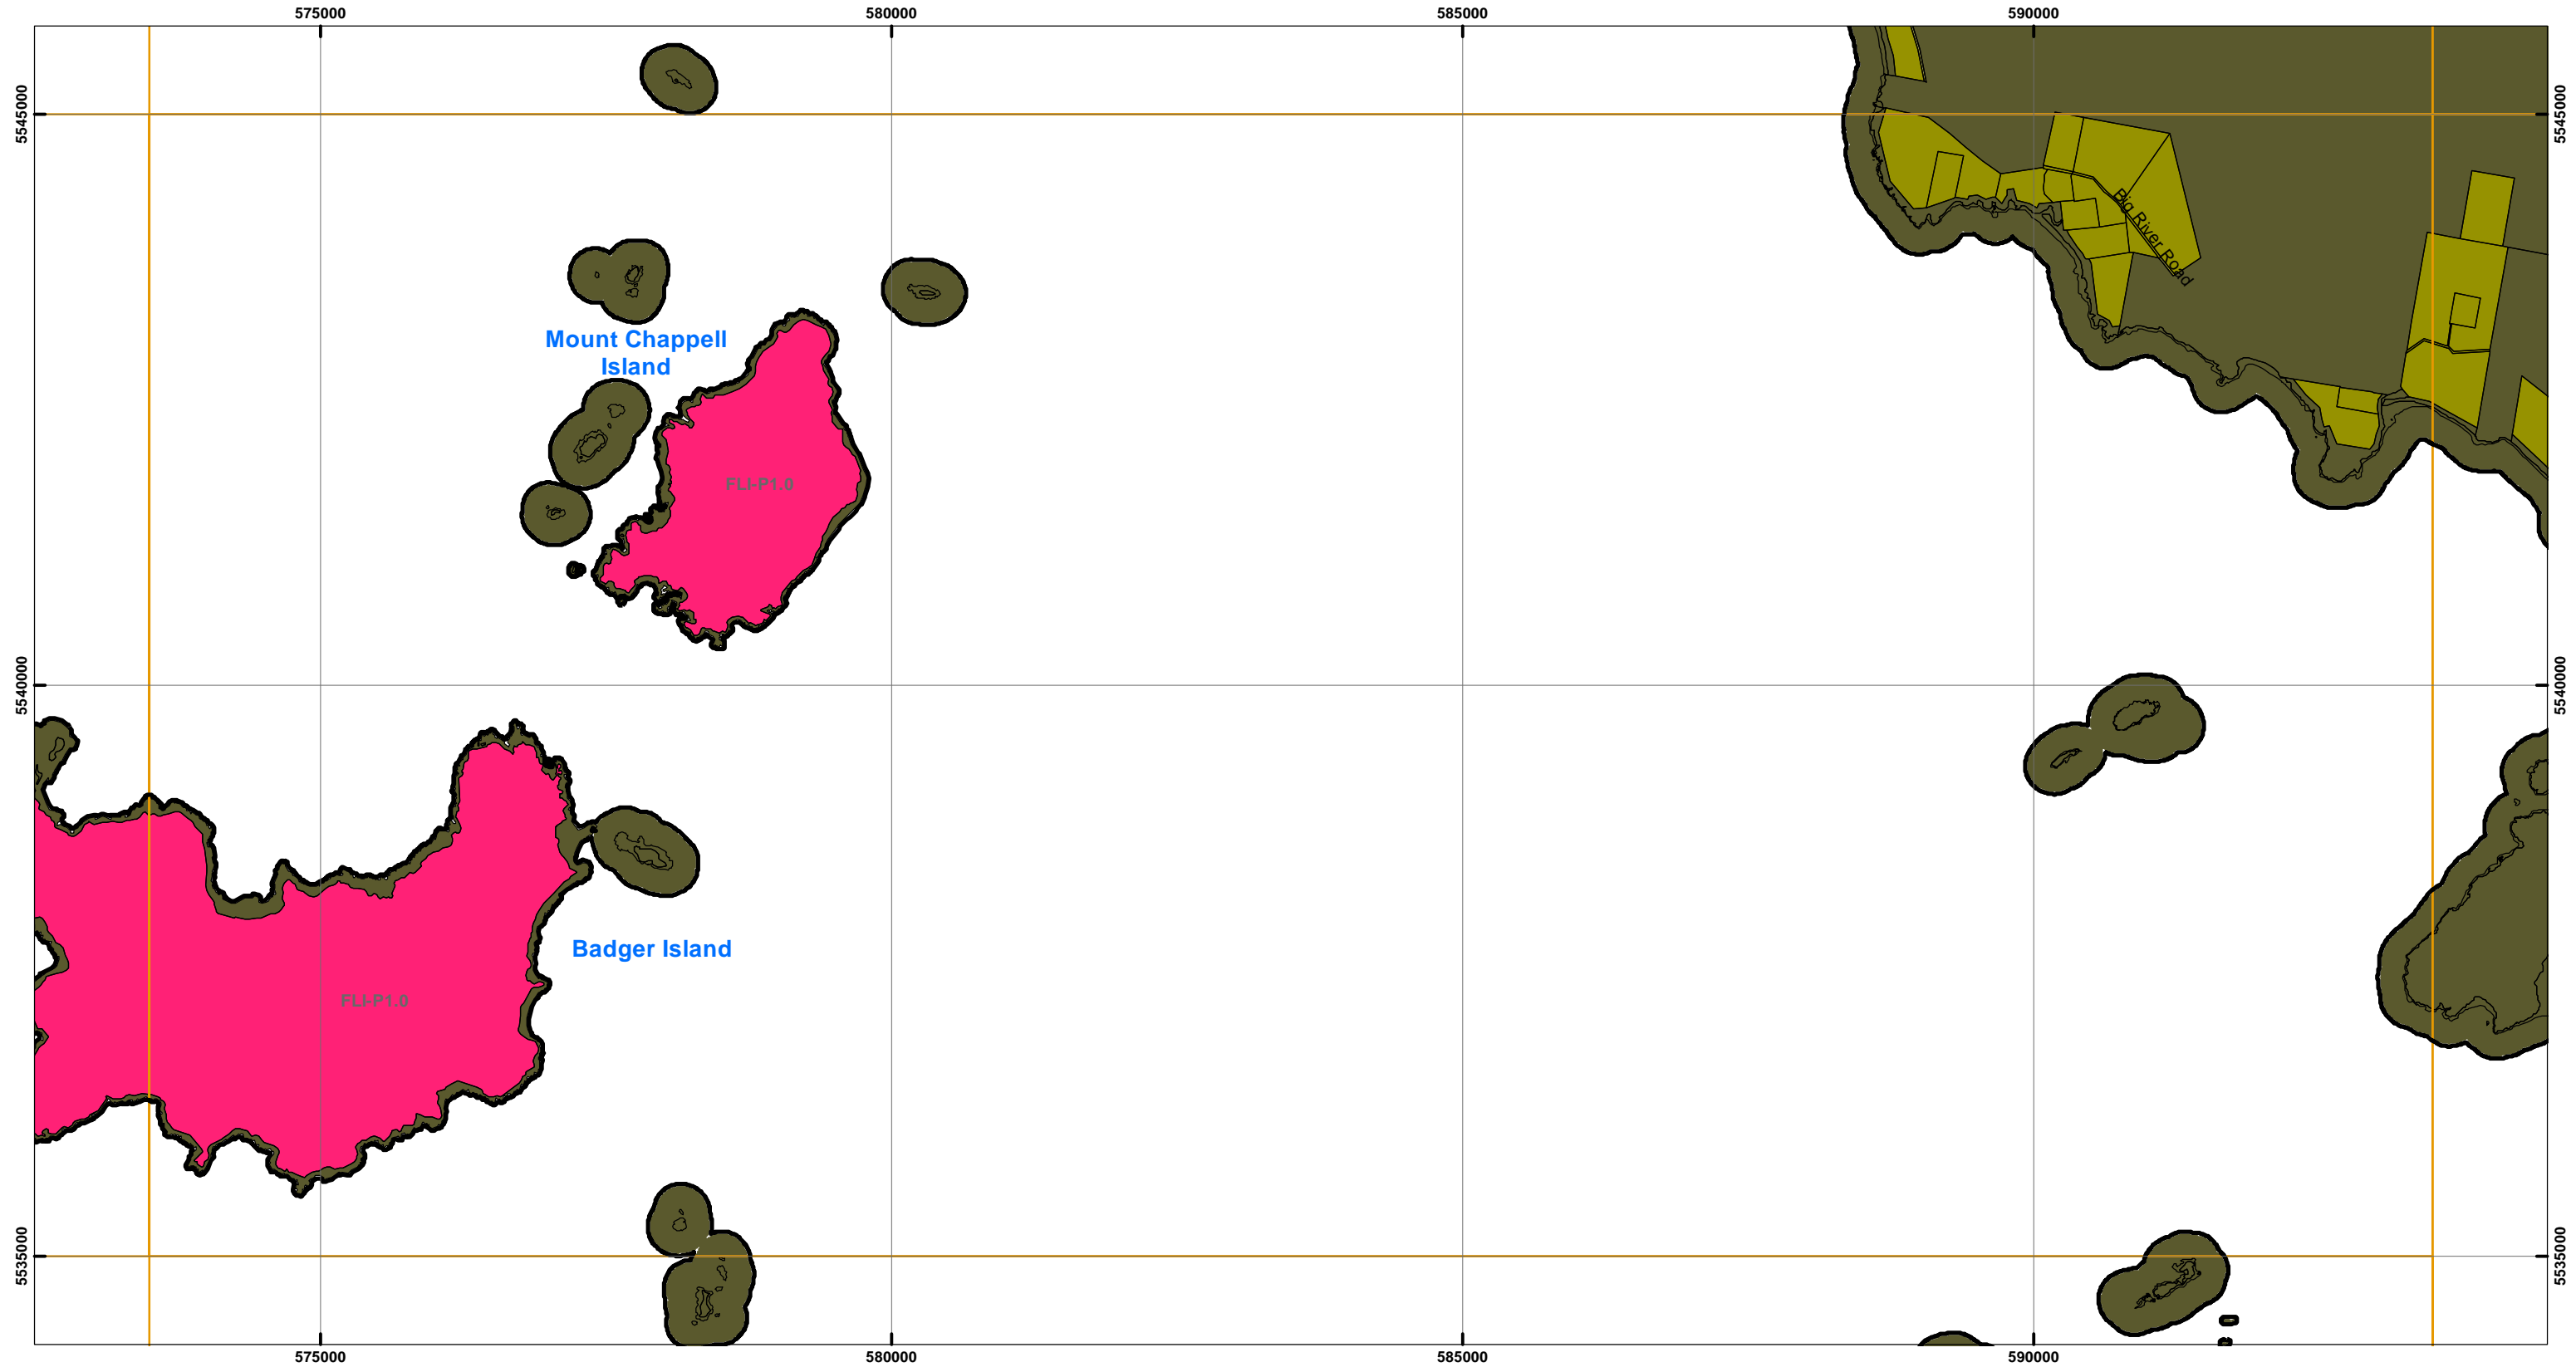 575000 580000 585000 590000
5545000 5545000
Big River Road
Mount Chappell
Island
FLI-P1.0
5540000 5540000
Badger Island
FLI-P1.0
5535000 5535000
575000 580000 585000 590000